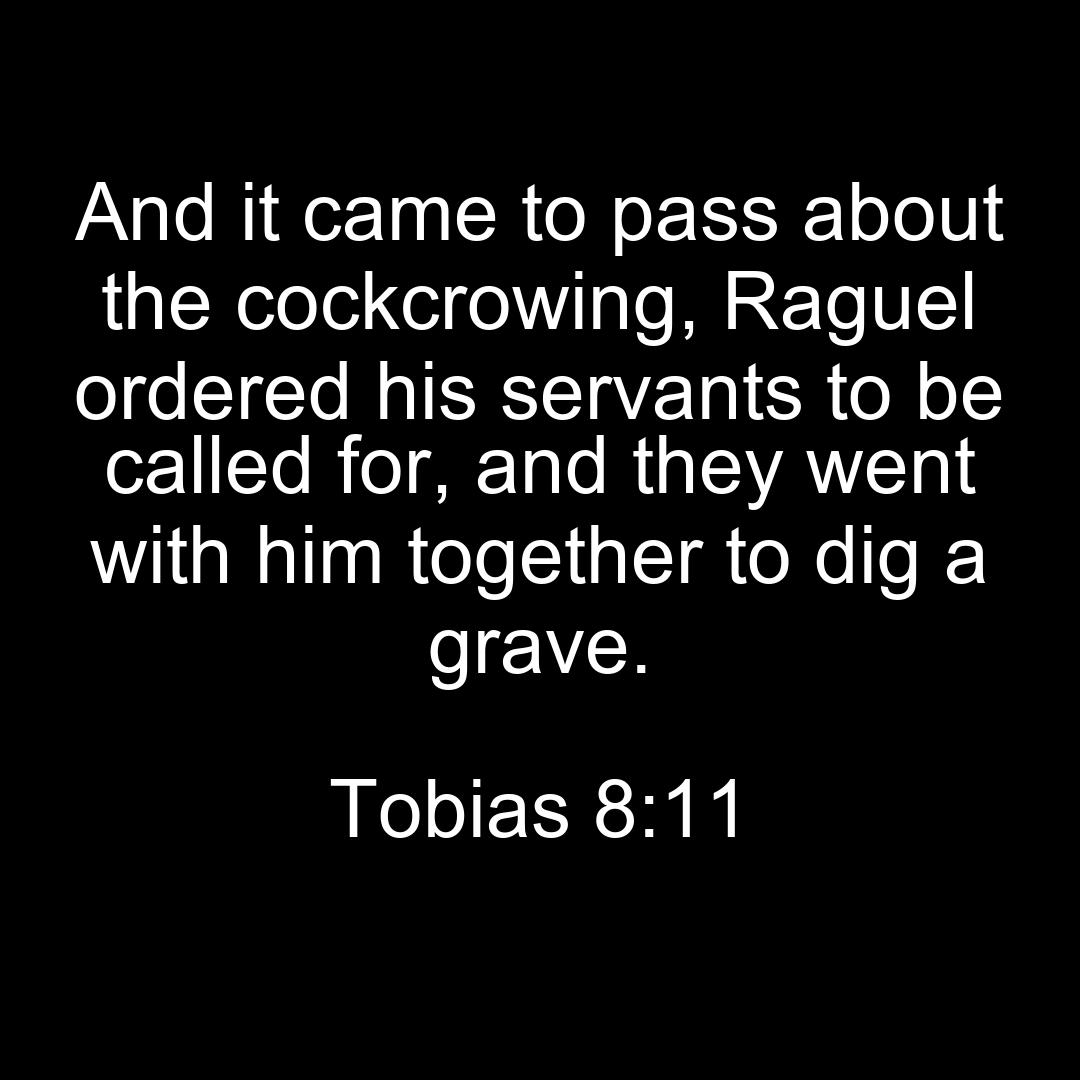 And it came to pass about
the cockcrowing, Raguel
ordered his servants to be
called for, and they went
with him together to dig a
grave.
Tobias 8:11